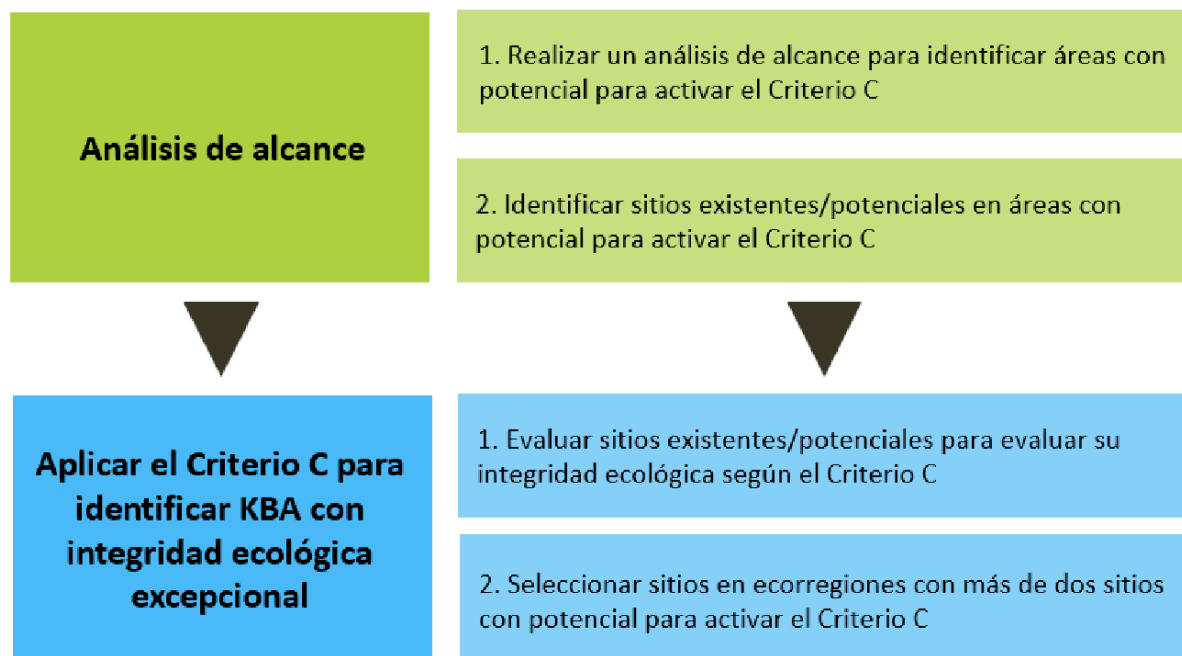 Análisis de alcance
1. Realizar un análisis de alcance para identificar áreas con
potencial para activar el Criterio C
2. Identificar sitios existentes/potenciales en áreas con
potencial para activar el Criterio C
Aplicar el Criterio C para
identificar KBA con
integridad ecológica
excepcional
1. Evaluar sitios existentes/potenciales para evaluar su
integridad ecológica según el Criterio C
2. Seleccionar sitios en ecorregiones con más de dos sitios
con potencial para activar el Criterio C